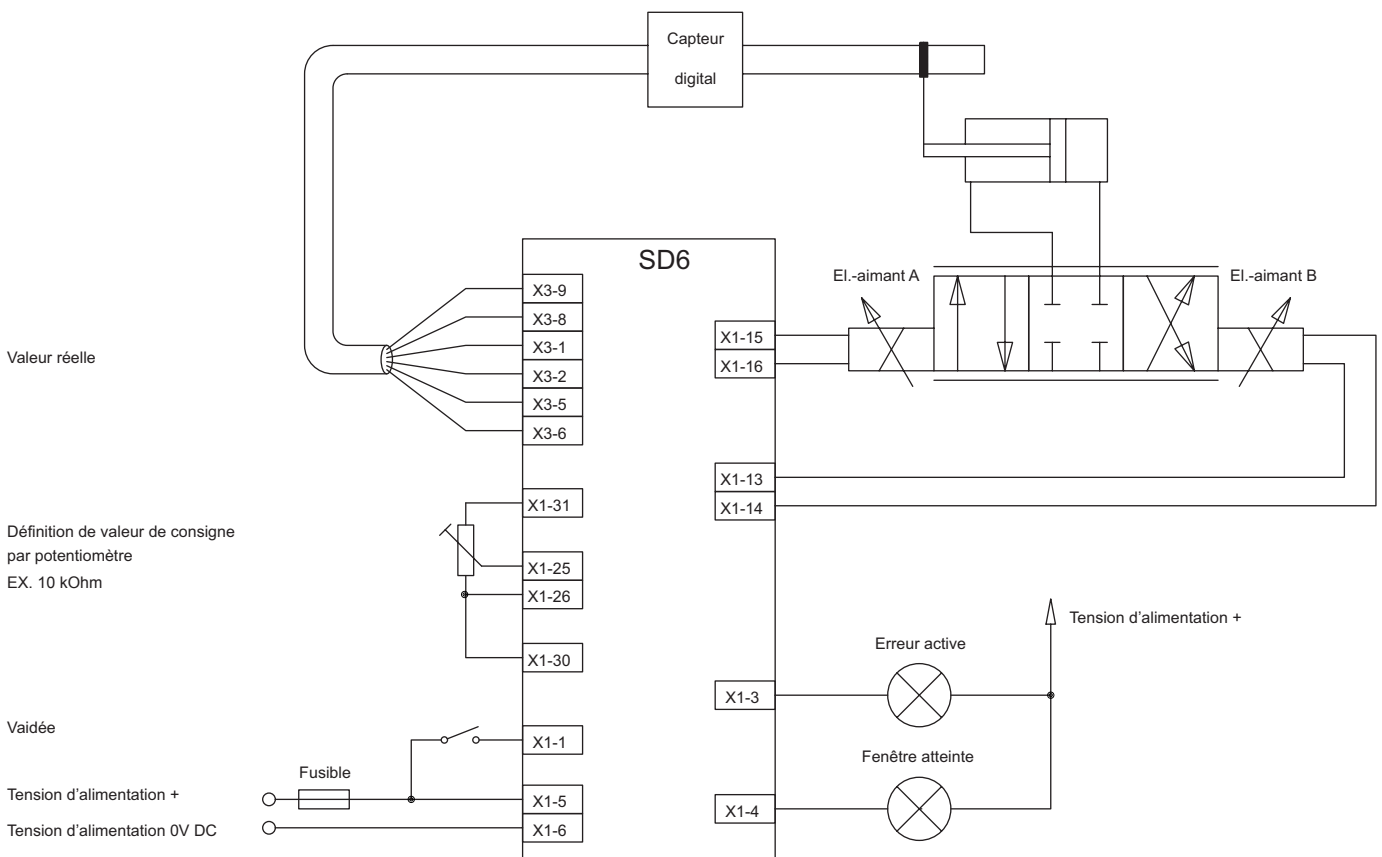 Capteur
digital
SD6
X3-9
X3-8
X3-1
X3-2
X3-5
X3-6
Valeur réelle
El.-aimant A
El.-aimant B
X1-15
X1-16
X1-13
X1-14
Définition de valeur de consigne
par potentiomètre
EX. 10 kOhm
X1-31
X1-25
X1-26
X1-30
Tension d’alimentation +
Erreur active
X1-3
Vaidée
X1-1
Fenêtre atteinte
Fusible
Tension d’alimentation +
X1-5
X1-4
Tension d’alimentation 0V DC
X1-6